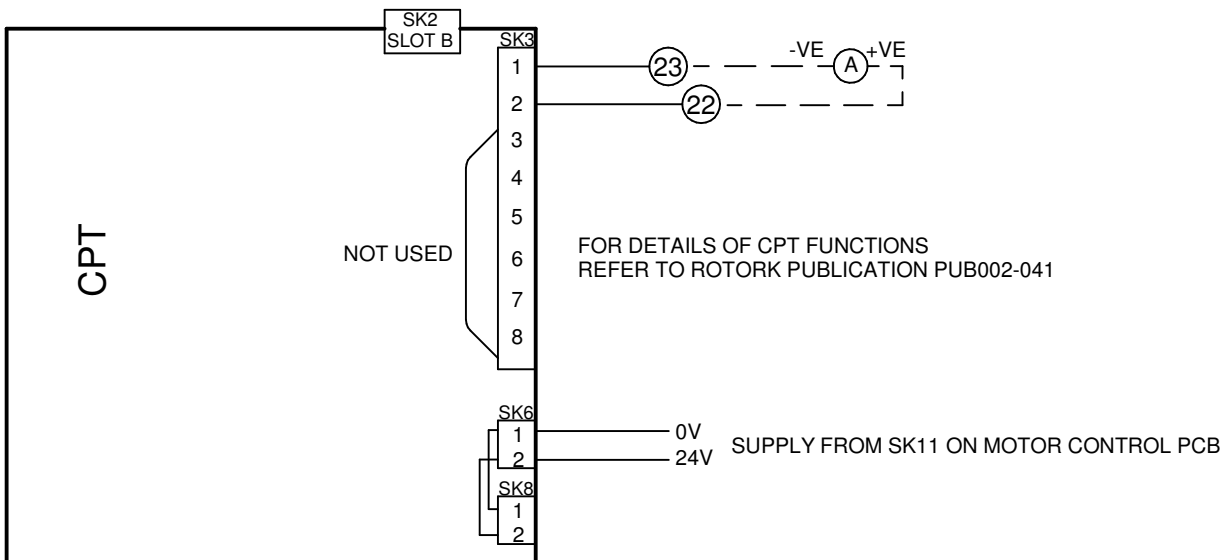 SK2
SLOT B
SK3
1
23
-VE
A
+VE
2
22
3
4
5
6
7
8
NOT USED
CPT
FOR DETAILS OF CPT FUNCTIONS
REFER TO ROTORK PUBLICATION PUB002-041
SK6
1
0V
2
24V
SUPPLY FROM SK11 ON MOTOR CONTROL PCB
SK8
1
2